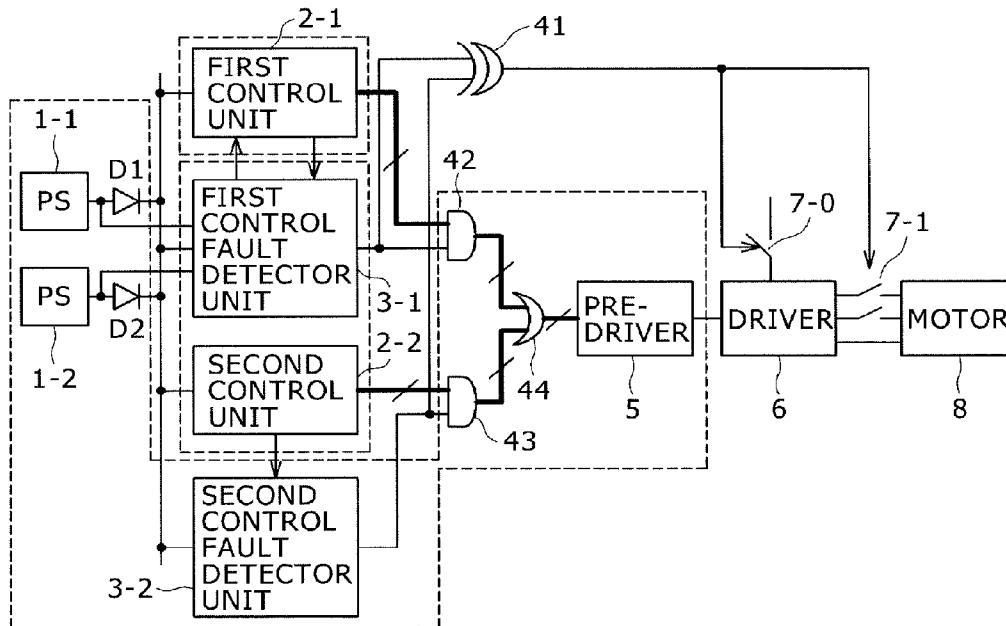 2-1
41
FIRST
CONTROL
UNIT
1-1
D1
PS
FIRST
CONTROL
FAULT
DETECTOR
UNIT
42
7-0
7-1
PS
D2
1-2
3-1
2-2
PRE-
DRIVER
DRIVER
MOTOR
SECOND
CONTROL
UNIT
44
5
6
8
43
SECOND
CONTROL
FAULT
DETECTOR
UNIT
3-2